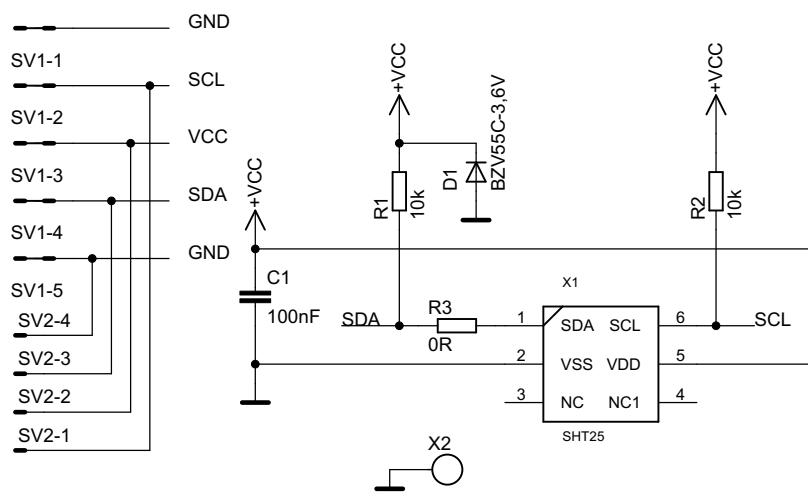 GND
SV1-1
SCL
SV1-2
VCC
SV1-3
SDA
SV1-4
GND
SV1-5
SV2-4
SV2-3
SV2-2
SV2-1
+VCC
C1
100nF
+VCC
R1
10k
D1
BZV55C-3,6V
+VCC
R2
10k
SDA
R3
0R
X1
1 SDA SCL 6
SCL
2 VSS VDD 5
3 NC NC1 4
SHT25
X2